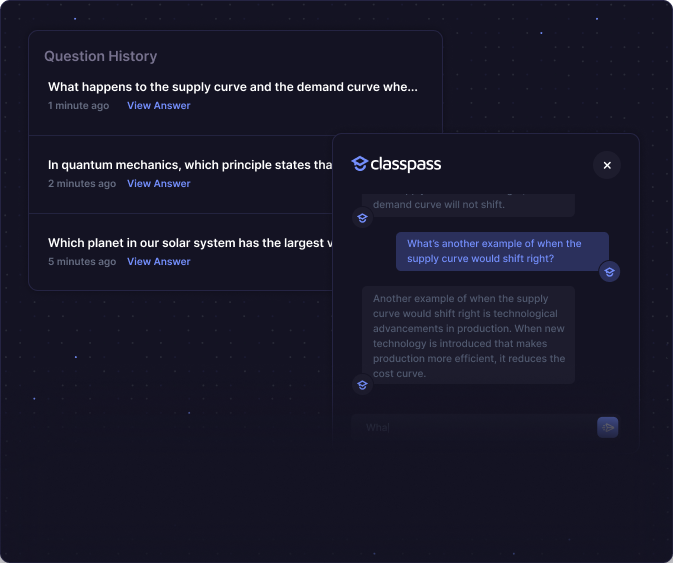 Question History
What happens to the supply curve and the demand curve whe...
1 minute ago View Answer
In quantum mechanics, which principle states tha
2 minutes ago View Answer
Which planet in our solar system has the largest v
5 minutes ago View Answer
classpass
demand curve will not shift.
What's another example of when the
supply curve would shift right?
Another example of when the supply
curve would shift right is technological
advancements in production. When new
technology is introduced that makes
production more efficient, it reduces the
cost curve.
What